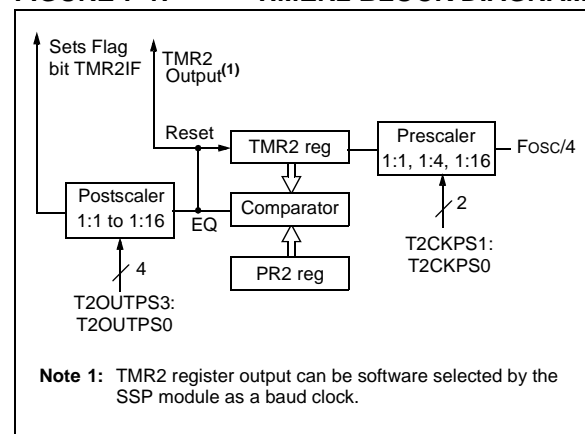 Sets Flag
bit TMR2IF
TMR2
Output(1)
Reset
TMR2 reg
Prescaler
1:1, 1:4, 1:16
FOSC/4
Postscaler
1:1 to 1:16
EQ
Comparator
2
4
PR2 reg
T2CKPS1:
T2CKPS0
T2OUTPS3:
T2OUTPS0
Note 1: TMR2 register output can be software selected by the
SSP module as a baud clock.